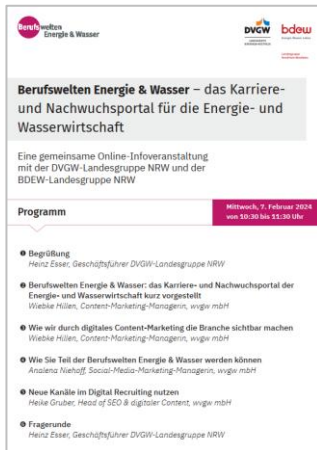 Berufswelten
Energie & Wasser
DVGW
bdew
Berufswelten Energie & Wasser – das Karriere-
und Nachwuchsportal für die Energie- und
Wasserwirtschaft
Eine gemeinsame Online-Infoveranstaltung
mit der DVGW-Landesgruppe NRW und der
BDEW-Landesgruppe NRW
Programm
Mittwoch, 7. Februar 2024
von 10:30 bis 11:30 Uhr
❶ Begrüßung
Heinz Esser, Geschäftsführer DVGW-Landesgruppe NRW
❷ Berufswelten Energie & Wasser: das Karriere- und Nachwuchsportal der
Energie- und Wasserwirtschaft kurz vorgestellt
Wiebke Hillen, Content-Marketing-Managerin, wvgw mbH
❸ Wie wir durch digitales Content-Marketing die Branche sichtbar machen
Wiebke Hillen, Content-Marketing-Managerin, wvgw mbH
❹ Wie Sie Teil der Berufswelten Energie & Wasser werden können
Analena Niehoff, Social-Media-Marketing-Managerin, wvgw mbH
❺ Neue Kanäle im Digital Recruiting nutzen
Heike Gruber, Head of SEO & digitaler Content, wvgw mbH
❻ Fragerunde
Heinz Esser, Geschäftsführer DVGW-Landesgruppe NRW